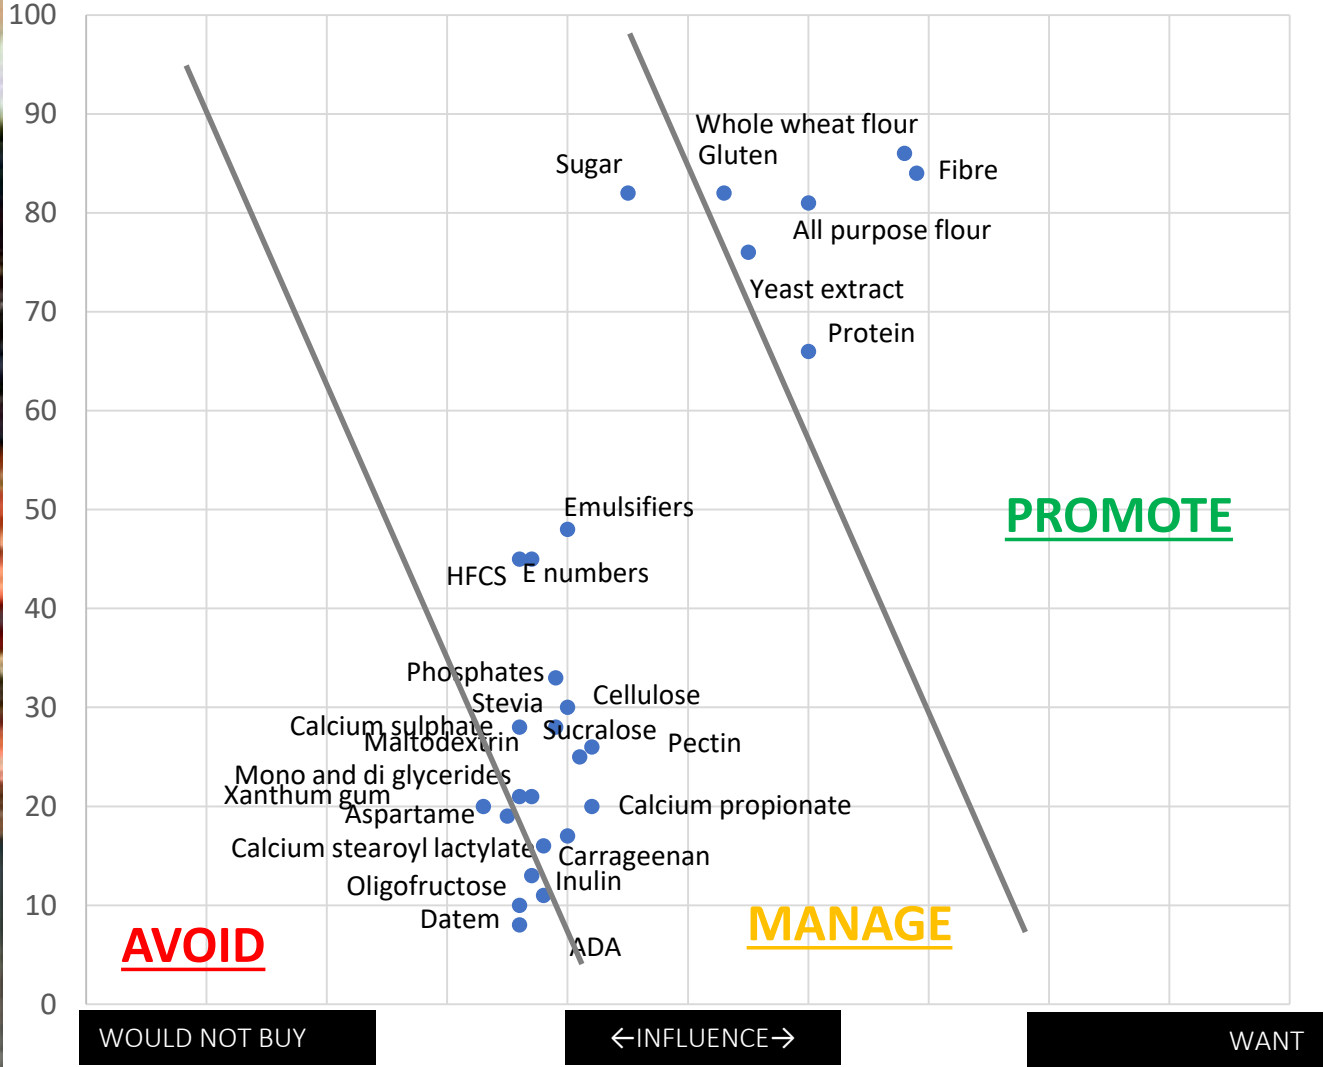 100
90
80
70
60
50
40
30
20
10
0
Whole wheat flour
Gluten
Sugar
Fibre
All purpose flour
Yeast extract
Protein
PROMOTE
Emulsifiers
HFCS
E numbers
Phosphates
Cellulose
Stevia
Calcium sulphate
Sucralose
Maltodextrin
Pectin
Mono and di glycerides
Xanthum gum
Calcium propionate
Aspartame
Calcium stearoyl lactylate
Carrageenan
Inulin
Oligofructose
Datem
ADA
AVOID
MANAGE
WOULD NOT BUY
←INFLUENCE→
WANT